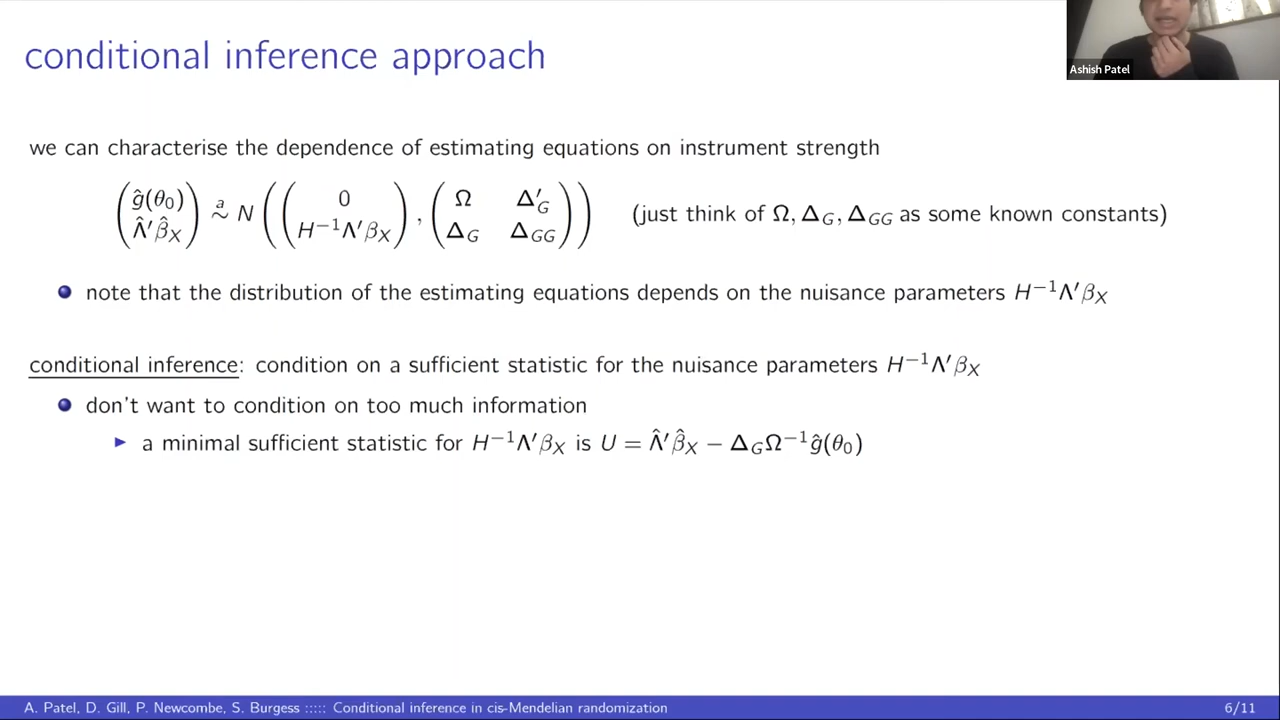 conditional inference approach
Ashish Patel
we can characterise the dependence of estimating equations on instrument strength
(ĝ(θ₀) Λ̂′β̂_X) ᵃ∼ N((0 H⁻¹Λ′β_X), (Ω Δ′_G Δ_G Δ_GG)) (just think of Ω, Δ_G, Δ_GG as some known constants)
note that the distribution of the estimating equations depends on the nuisance parameters H⁻¹Λ′β_X
conditional inference: condition on a sufficient statistic for the nuisance parameters H⁻¹Λ′β_X
don't want to condition on too much information
a minimal sufficient statistic for H⁻¹Λ′β_X is U = Λ̂′β̂_X − Δ_GΩ⁻¹ĝ(θ₀)
A. Patel, D. Gill, P. Newcombe, S. Burgess ::::: Conditional inference in cis-Mendelian randomization 6/11